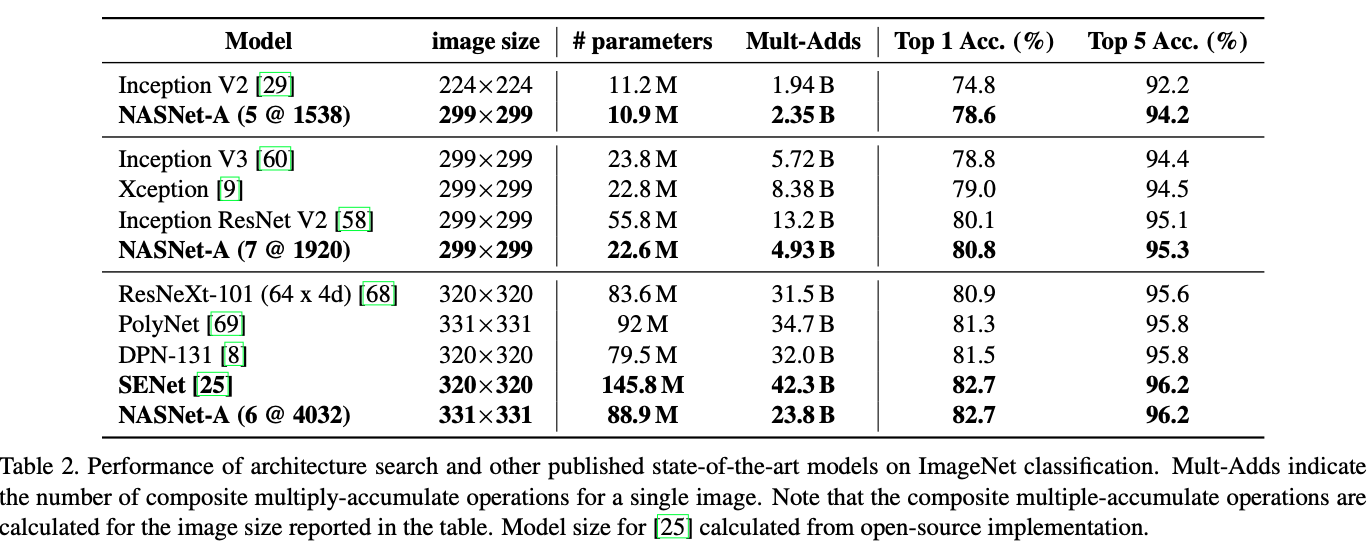 Model image size # parameters Mult-Adds Top 1 Acc. (%) Top 5 Acc. (%)
Inception V2 [29] 224×224 11.2 M 1.94 B 74.8 92.2
NASNet-A (5 @ 1538) 299×299 10.9 M 2.35 B 78.6 94.2
Inception V3 [60] 299×299 23.8 M 5.72 B 78.8 94.4
Xception [9] 299×299 22.8 M 8.38 B 79.0 94.5
Inception ResNet V2 [58] 299×299 55.8 M 13.2 B 80.1 95.1
NASNet-A (7 @ 1920) 299×299 22.6 M 4.93 B 80.8 95.3
ResNeXt-101 (64 x 4d) [68] 320×320 83.6 M 31.5 B 80.9 95.6
PolyNet [69] 331×331 92 M 34.7 B 81.3 95.8
DPN-131 [8] 320×320 79.5 M 32.0 B 81.5 95.8
SENet [25] 320×320 145.8 M 42.3 B 82.7 96.2
NASNet-A (6 @ 4032) 331×331 88.9 M 23.8 B 82.7 96.2
Table 2. Performance of architecture search and other published state-of-the-art models on ImageNet classification. Mult-Adds indicate
the number of composite multiply-accumulate operations for a single image. Note that the composite multiple-accumulate operations are
calculated for the image size reported in the table. Model size for [25] calculated from open-source implementation.